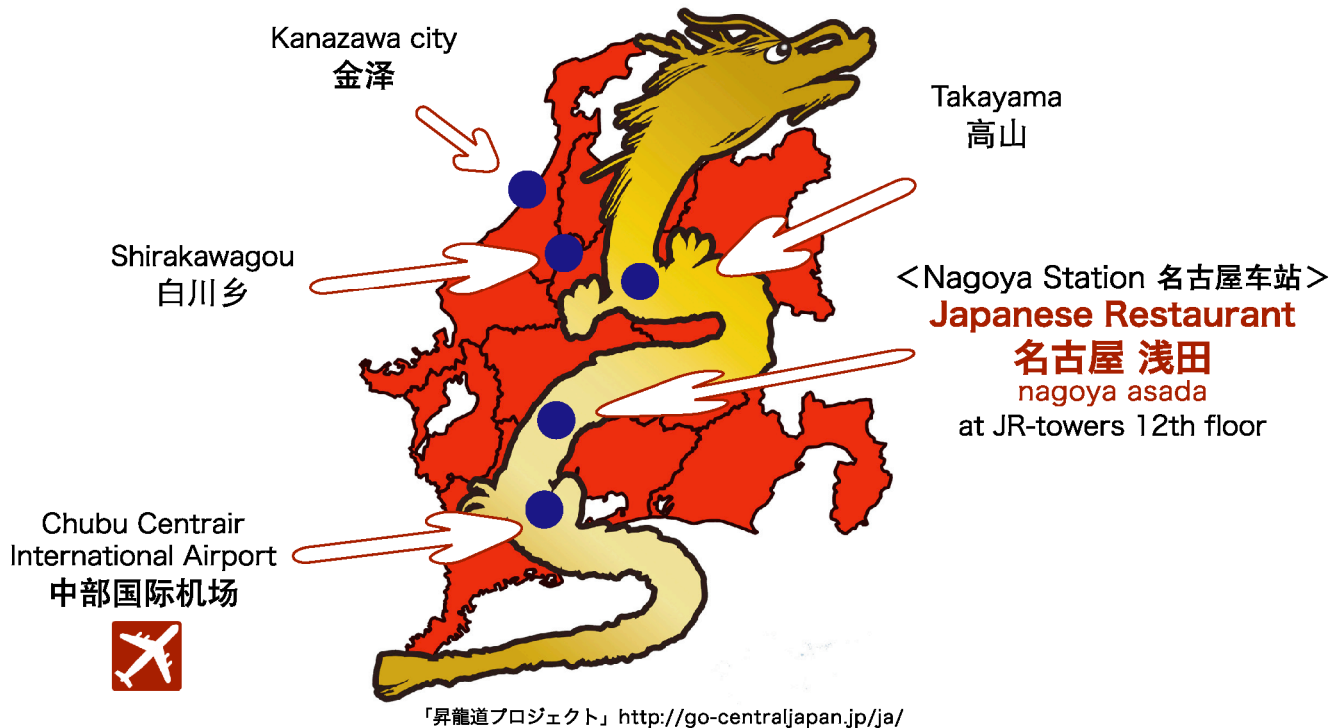 Kanazawa city
金泽
Takayama
高山
Shirakawagou
白川乡
＜Nagoya Station 名古屋车站＞
Japanese Restaurant
名古屋 浅田
nagoya asada
at JR-towers 12th floor
Chubu Centrair
International Airport
中部国际机场
「昇龍道プロジェクト」http://go-centraljapan.jp/ja/